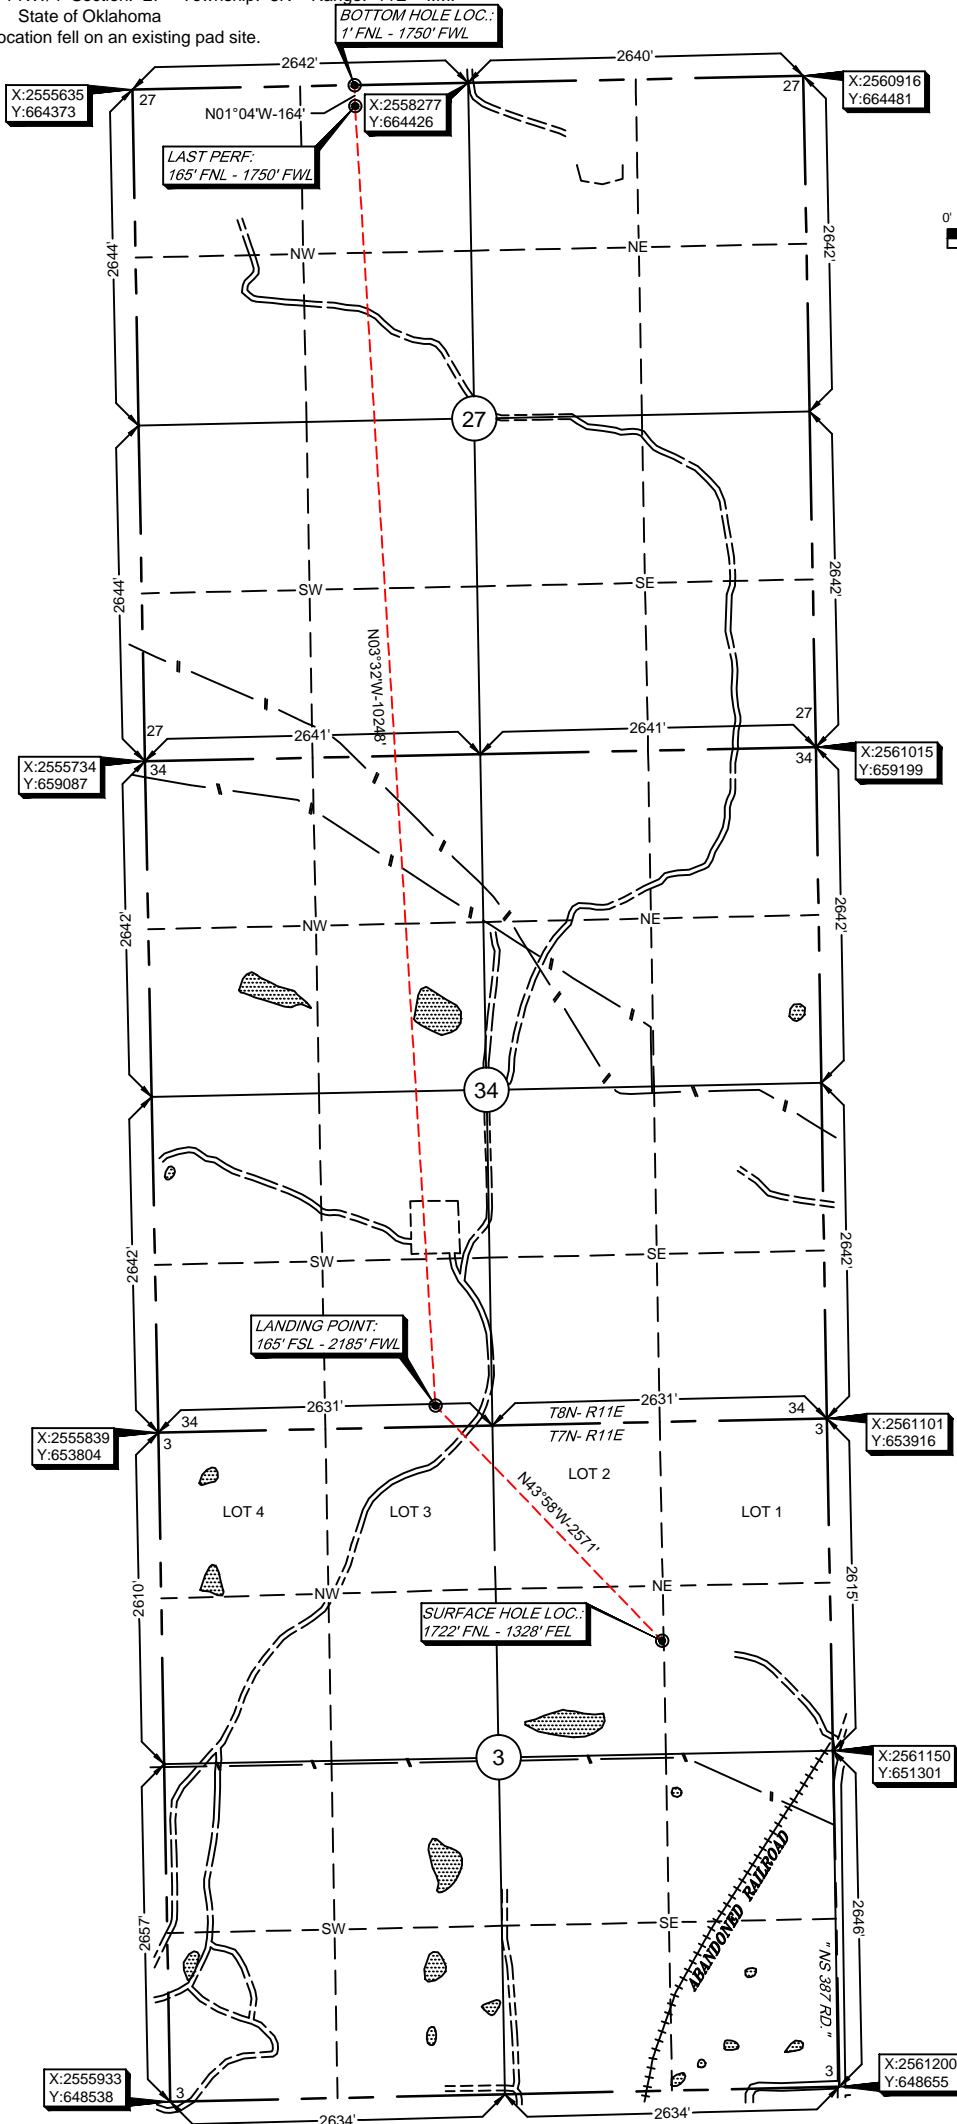 State of Oklahoma
ocation fell on an existing pad site.
BOTTOM HOLE LOC.:
1' FNL - 1750' FWL
2642'
2640'
X:2555635
Y:664373
27
N01°04'W-164'
X:2558277
Y:664426
27
X:2560916
Y:664481
LAST PERF:
165' FNL - 1750' FWL
0'
2644'
NW
NE
2642'
27
2644'
SW
SE
2642'
N03°32'W-10248'
27
2641'
2641'
27
X:2555734
Y:659087
34
34
X:2561015
Y:659199
2642'
NW
NE
2642'
34
2642'
SW
SE
2642'
LANDING POINT:
165' FSL - 2185' FWL
34
2631'
2631'
T8N- R11E
34
X:2555839
Y:653804
3
T7N- R11E
3
X:2561101
Y:653916
LOT 4
LOT 3
LOT 2
LOT 1
N43°58'W-2571'
2610'
NW
NE
2615'
SURFACE HOLE LOC.:
1722' FNL - 1328' FEL
3
X:2561150
Y:651301
ABANDONED RAILROAD
2657'
SW
SE
2646'
"NS 387 RD."
X:2555933
Y:648538
3
3
X:2561200
Y:648655
2634'
2634'